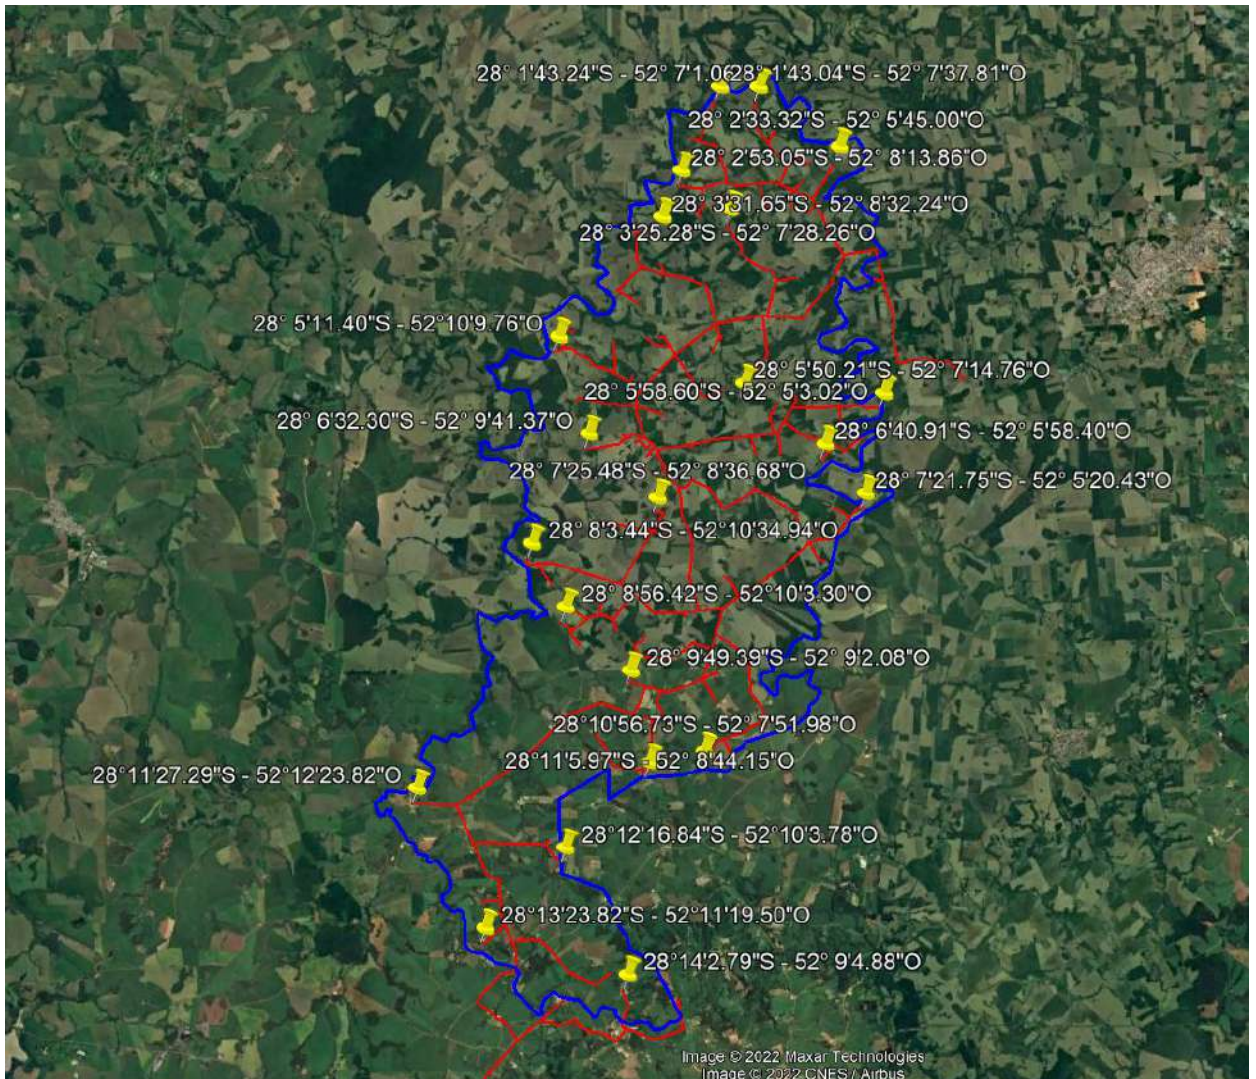 28° 1'43.24"S - 52° 7'1.06
28° 1'43.04"S - 52° 7'37.81"O
28° 2'33.32"S - 52° 5'45.00"O
28° 2'53.05"S - 52° 8'13.86"O
28° 3'31.65"S - 52° 8'32.24"O
28° 3'25.28"S - 52° 7'28.26"O
28° 5'11.40"S - 52°10'9.76"O
28° 5'50.21"S - 52° 7'14.76"O
28° 5'58.60"S - 52° 5'3.02"O
28° 6'32.30"S - 52° 9'41.37"O
28° 6'40.91"S - 52° 5'58.40"O
28° 7'25.48"S - 52° 8'36.68"O
28° 7'21.75"S - 52° 5'20.43"O
28° 8'3.44"S - 52°10'34.94"O
28° 8'56.42"S - 52°10'3.30"O
28° 9'49.39"S - 52° 9'2.08"O
28°10'56.73"S - 52° 7'51.98"O
28°11'5.97"S - 52° 8'44.15"O
28°11'27.29"S - 52°12'23.82"O
28°12'16.84"S - 52°10'3.78"O
28°13'23.82"S - 52°11'19.50"O
28°14'2.79"S - 52° 9'4.88"O
Image © 2022 Maxar Technologies
Image © 2022 CNES / Airbus